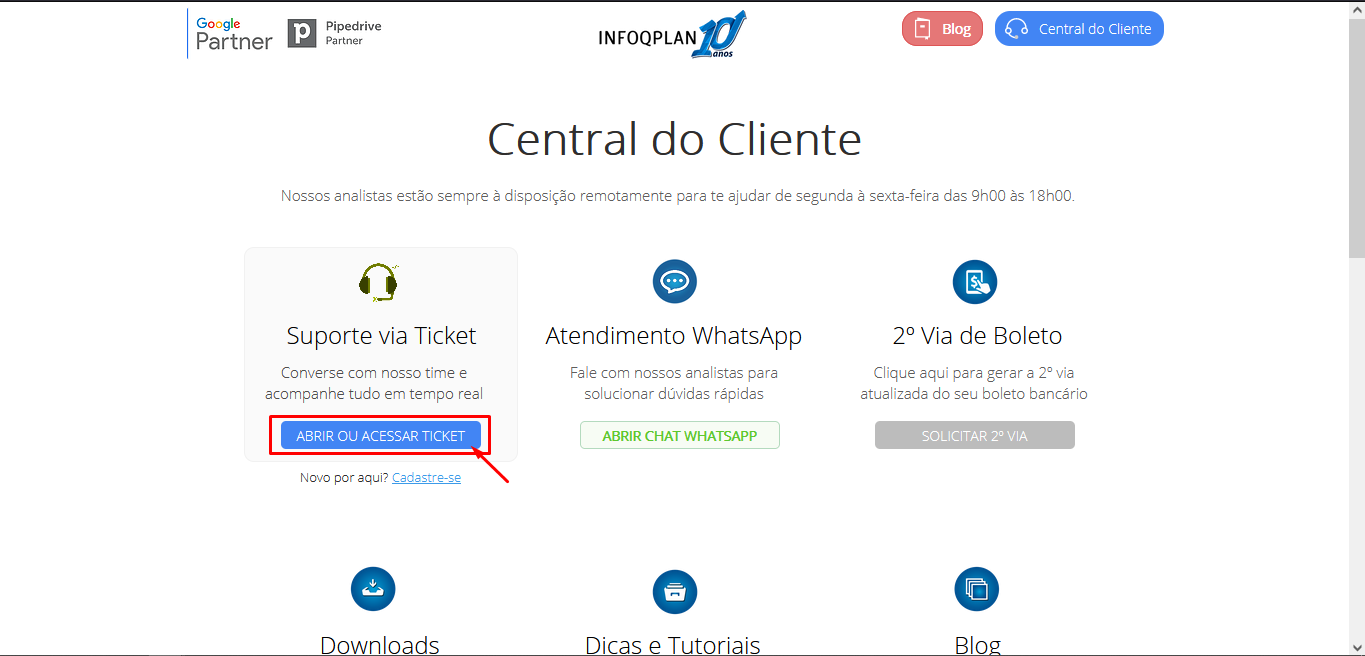 Google
Partner
Pipedrive
Partner
INFOQPLAN 10 anos
Blog
Central do Cliente
Central do Cliente
Nossos analistas estão sempre à disposição remotamente para te ajudar de segunda à sexta-feira das 9h00 às 18h00.
Suporte via Ticket
Converse com nosso time e
acompanhe tudo em tempo real
ABRIR OU ACESSAR TICKET
Novo por aqui? Cadastre-se
Atendimento WhatsApp
Fale com nossos analistas para
solucionar dúvidas rápidas
ABRIR CHAT WHATSAPP
2º Via de Boleto
Clique aqui para gerar a 2º via
atualizada do seu boleto bancário
SOLICITAR 2º VIA
Downloads
Dicas e Tutoriais
Blog